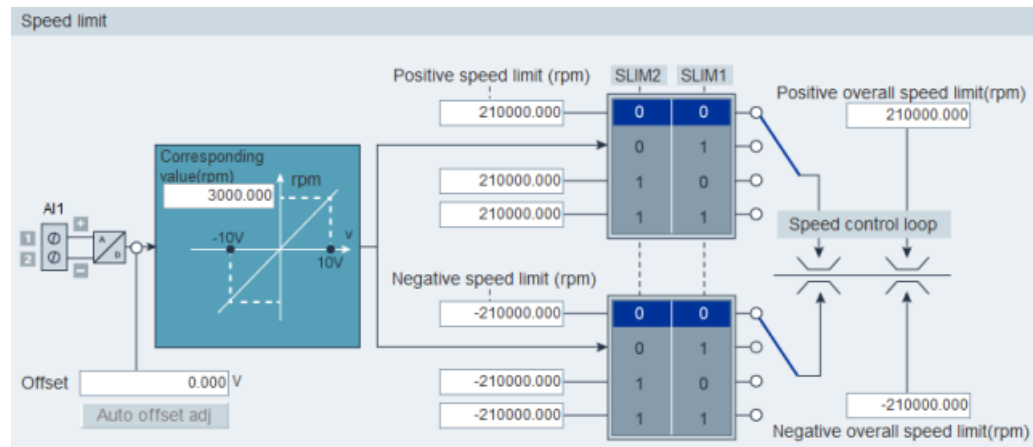 Speed limit
Positive speed limit (rpm)
SLIM2 SLIM1
Positive overall speed limit(rpm)
210000.000
0 0
210000.000
0 1
210000.000
1 0
210000.000
1 1
Corresponding
value(rpm)
3000.000
rpm
-10V
v
10V
AI1
1
2
+
−
A
D
Speed control loop
Negative speed limit (rpm)
-210000.000
0 0
0 1
-210000.000
1 0
-210000.000
1 1
Offset
0.000 V
Auto offset adj
-210000.000
Negative overall speed limit(rpm)